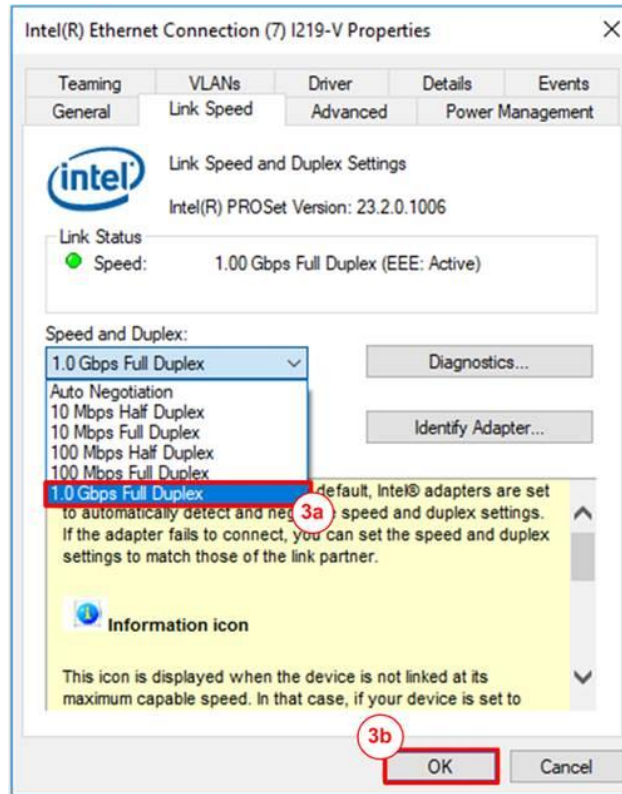 Intel(R) Ethernet Connection (7) I219-V Properties
Teaming VLANs Driver Details Events
General Link Speed Advanced Power Management
intel
Link Speed and Duplex Settings
Intel(R) PROSet Version: 23.2.0.1006
Link Status
Speed: 1.00 Gbps Full Duplex (EEE: Active)
Speed and Duplex:
1.0 Gbps Full Duplex Diagnostics...
Auto Negotiation
10 Mbps Half Duplex
10 Mbps Full Duplex Identify Adapter...
100 Mbps Half Duplex
100 Mbps Full Duplex
1.0 Gbps Full Duplex default, Intel® adapters are set
3a
to automatically detect and speed and duplex settings.
If the adapter fails to connect, you can set the speed and duplex
settings to match those of the link partner.
Information icon
This icon is displayed when the device is not linked at its
maximum capable speed. In that case, if your device is set to
3b
OK Cancel